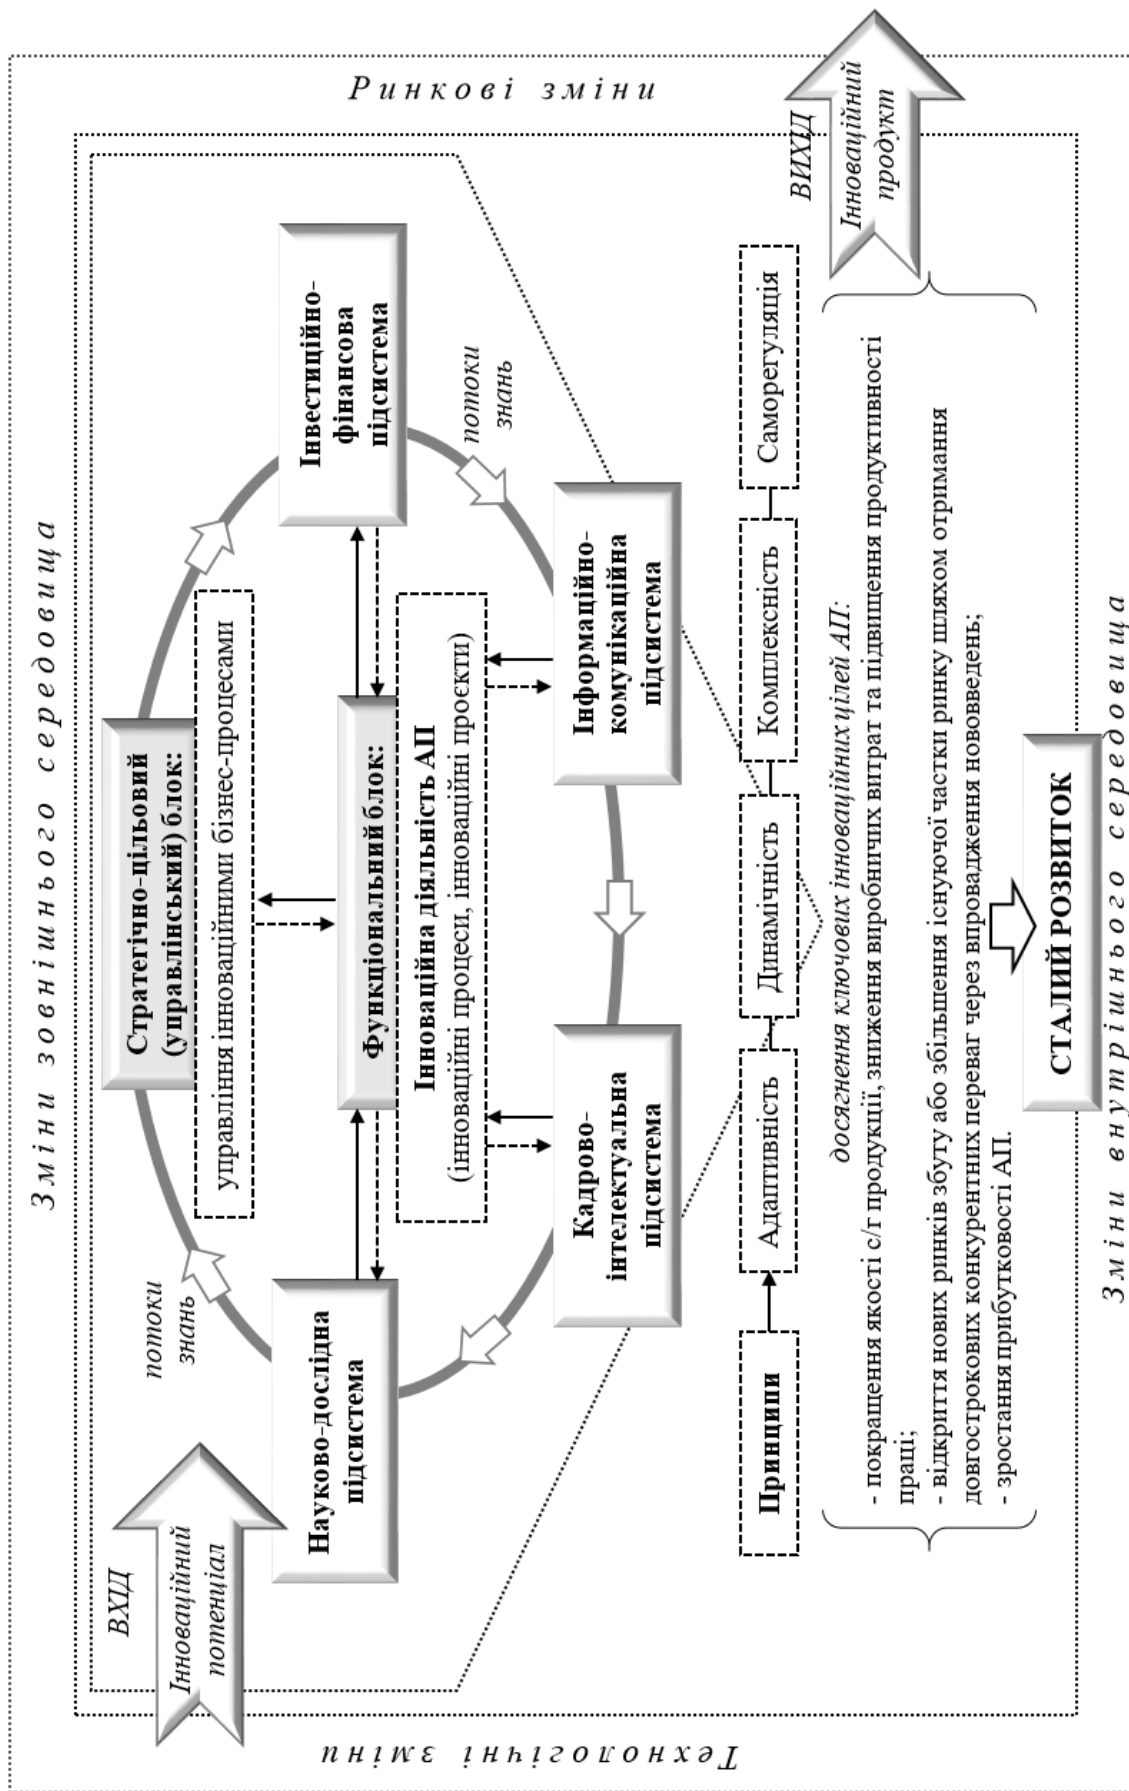 Зміни зовнішнього середовища
ВХІД
Інноваційний
потенціал
потоки
знань
Стратегічно-цільовий
(управлінський) блок:
управління інноваційними бізнес-процесами
Науково-дослідна
підсистема
Функціональний блок:
Інноваційна діяльність АП
(інноваційні процеси, інноваційні проєкти)
Інвестиційно-
фінансова
підсистема
потоки
знань
Кадрово-
інтелектуальна
підсистема
Інформаційно-
комунікаційна
підсистема
Технологічні зміни
Ринкові зміни
Принципи
Адаптивність
Динамічність
Комплексність
Саморегуляція
ВИХІД
Інноваційний
продукт
досягнення ключових інноваційних цілей АП:
- покращення якості с/г продукції, зниження виробничих витрат та підвищення продуктивності
праці;
- відкриття нових ринків збуту або збільшення існуючої частки ринку шляхом отримання
довгострокових конкурентних переваг через впровадження нововведень;
- зростання прибутковості АП.
СТАЛИЙ РОЗВИТОК
Зміни внутрішнього середовища